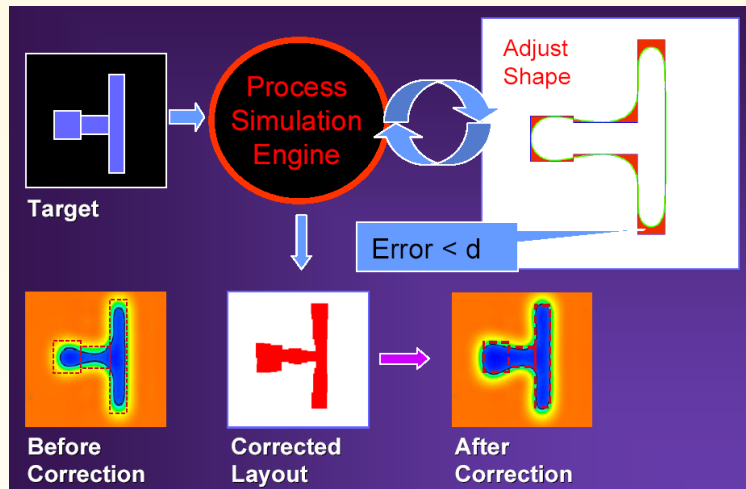 Adjust
Shape
Process
Simulation
Engine
Target
Error < d
Before
Correction
Corrected
Layout
After
Correction